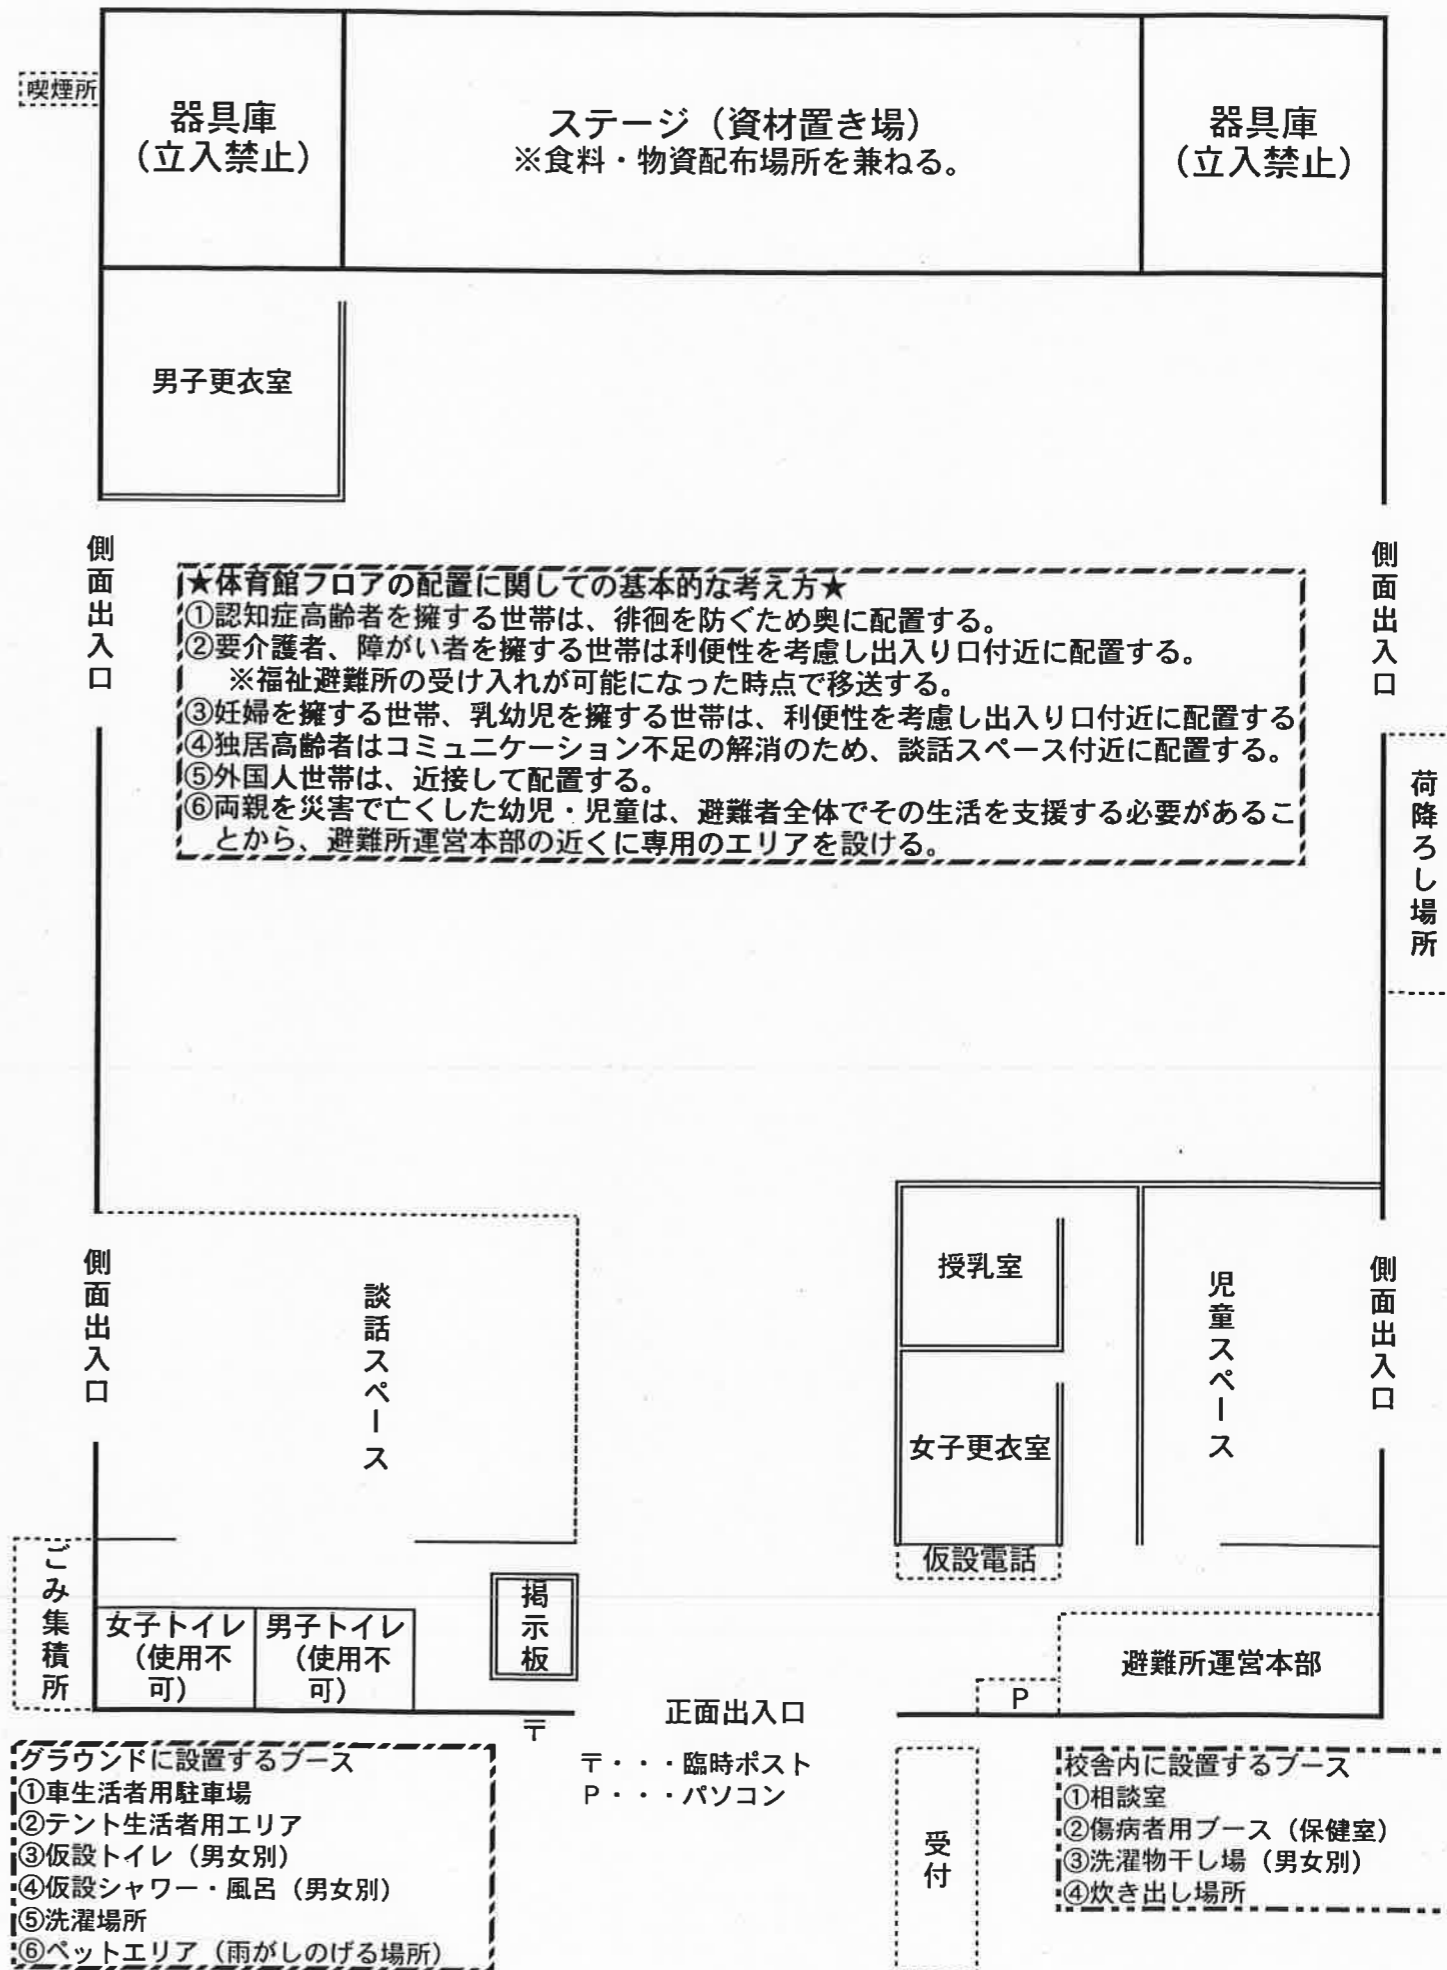 喫煙所
器具庫
（立入禁止）
ステージ（資材置き場）
※食料・物資配布場所を兼ねる。
器具庫
（立入禁止）
男子更衣室
側面出入口
側面出入口
★体育館フロアの配置に関しての基本的な考え方★
①認知症高齢者を擁する世帯は、徘徊を防ぐため奥に配置する。
②要介護者、障がい者を擁する世帯は利便性を考慮し出入り口付近に配置する。
※福祉避難所の受け入れが可能になった時点で移送する。
③妊婦を擁する世帯、乳幼児を擁する世帯は、利便性を考慮し出入り口付近に配置する
④独居高齢者はコミュニケーション不足の解消のため、談話スペース付近に配置する。
⑤外国人世帯は、近接して配置する。
⑥両親を災害で亡くした幼児・児童は、避難者全体でその生活を支援する必要があるこ
とから、避難所運営本部の近くに専用のエリアを設ける。
荷降ろし場所
側面出入口
談話スペース
授乳室
児童スペース
側面出入口
女子更衣室
仮設電話
ごみ集積所
女子トイレ
（使用不
可）
男子トイレ
（使用不
可）
掲示板
避難所運営本部
P
正面出入口
〒
〒・・・臨時ポスト
P・・・パソコン
受付
グラウンドに設置するブース
①車生活者用駐車場
②テント生活者用エリア
③仮設トイレ（男女別）
④仮設シャワー・風呂（男女別）
⑤洗濯場所
⑥ペットエリア（雨がしのげる場所）
校舎内に設置するブース
①相談室
②傷病者用ブース（保健室）
③洗濯物干し場（男女別）
④炊き出し場所